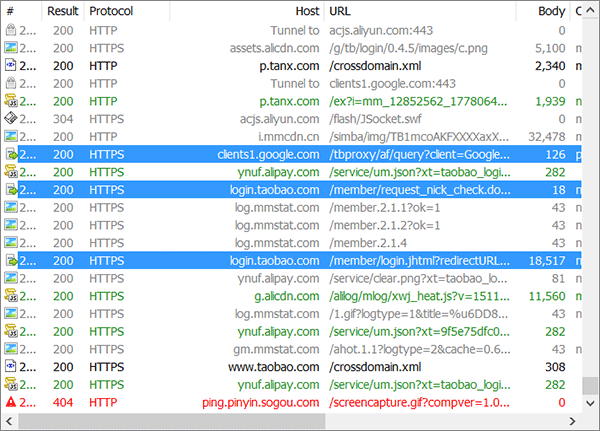 # Result Protocol Host URL Body C
2... 200 HTTP Tunnel to acjs.aliyun.com:443 0
2... 200 HTTPS assets.alicdn.com /g/tb/login/0.4.5/images/c.png 5,100 n
2... 200 HTTP p.tanx.com /crossdomain.xml 2,340 n
2... 200 HTTP Tunnel to clients1.google.com:443 0
2... 200 HTTP p.tanx.com /ex?i=mm_12852562_1778064... 1,939 n
2... 304 HTTPS acjs.aliyun.com /flash/JSocket.swf 0
2... 200 HTTP i.mmcdn.cn /simba/img/TB1mcoAKFXXXXaxX... 32,478 n
2... 200 HTTPS clients1.google.com /tbproxy/af/query?client=Google... 126 p
2... 200 HTTPS ynuf.alipay.com /service/um.json?xt=taobao_logi... 282
2... 200 HTTPS login.taobao.com /member/request_nick_check.do... 18 n
2... 200 HTTPS log.mmstat.com /member.2.1.1?ok=1 43 n
2... 200 HTTPS log.mmstat.com /member.2.1.2?ok=1 43 n
2... 200 HTTPS log.mmstat.com /member.2.1.4 43 n
2... 200 HTTPS login.taobao.com /member/login.jhtml?redirectURL... 18,517 n
2... 200 HTTPS ynuf.alipay.com /service/clear.png?xt=taobao_lo... 81 n
2... 200 HTTPS g.alicdn.com /alilog/mlog/xwj_heat.js?v=1511... 11,560 n
2... 200 HTTPS log.mmstat.com /1.gif?logtype=1&title=%u6DD8... 43 n
2... 200 HTTPS ynuf.alipay.com /service/um.json?xt=9f5e75dfc0... 282
2... 200 HTTPS gm.mmstat.com /ahot.1.1?logtype=2&cache=0.6... 43 n
2... 200 HTTPS www.taobao.com /crossdomain.xml 308
2... 200 HTTPS ynuf.alipay.com /service/um.json?xt=taobao_logi... 282
2... 404 HTTP ping.pinyin.sogou.com /screencapture.gif?compver=1.0... 0